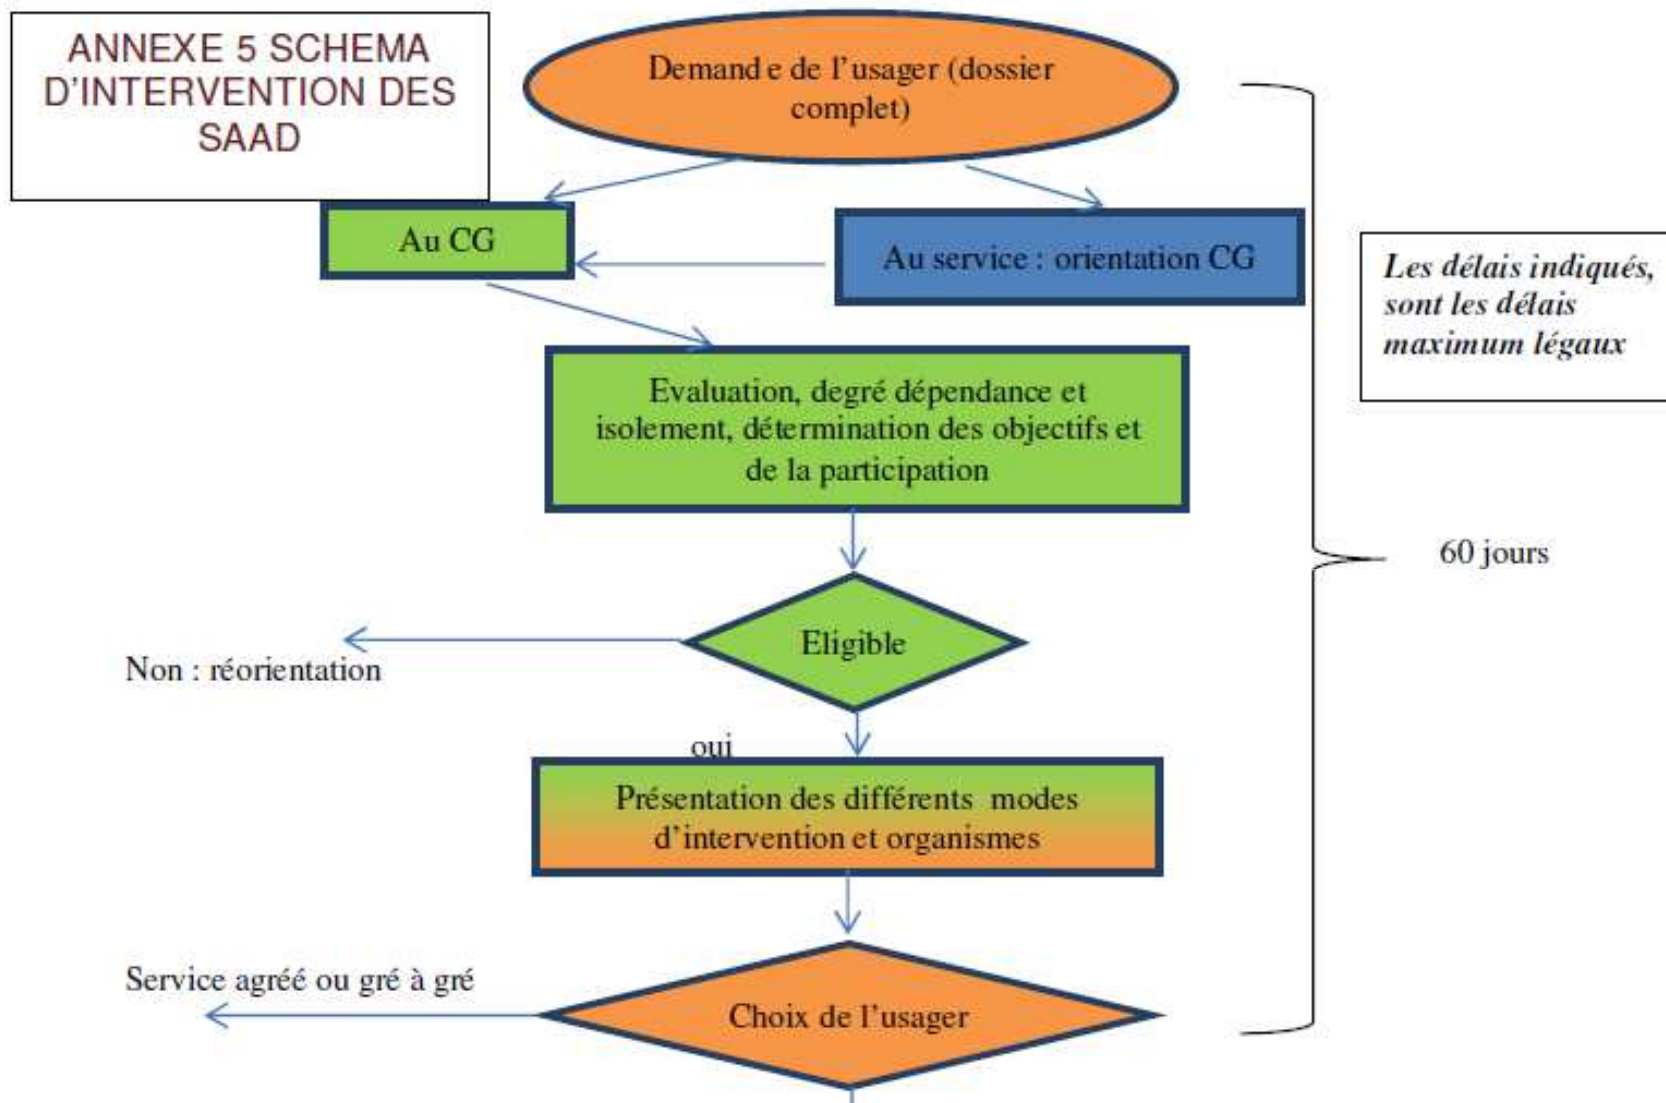 ANNEXE 5 SCHEMA
D'INTERVENTION DES
SAAD
Demande de l'usager (dossier
complet)
Au CG
Au service : orientation CG
Les délais indiqués,
sont les délais
maximum légaux
Evaluation, degré dépendance et
isolement, détermination des objectifs et
de la participation
60 jours
Eligible
Non : réorientation
oui
Présentation des différents modes
d'intervention et organismes
Service agréé ou gré à gré
Choix de l'usager